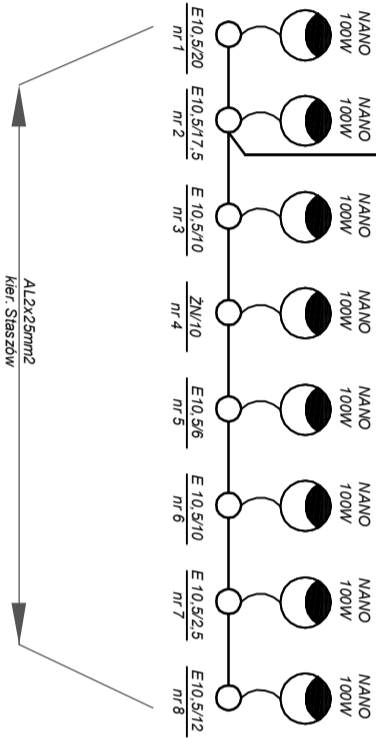 NANO
100W
E10,5/20
nr 1
NANO
100W
E10,5/17,5
nr 2
NANO
100W
E 10,5/10
nr 3
NANO
100W
ŻN/10
nr 4
NANO
100W
E10,5/6
nr 5
NANO
100W
E 10,5/10
nr 6
NANO
100W
E 10,5/2,5
nr 7
NANO
100W
E10,5/12
nr 8
AL2x25mm2
kier. Staszów